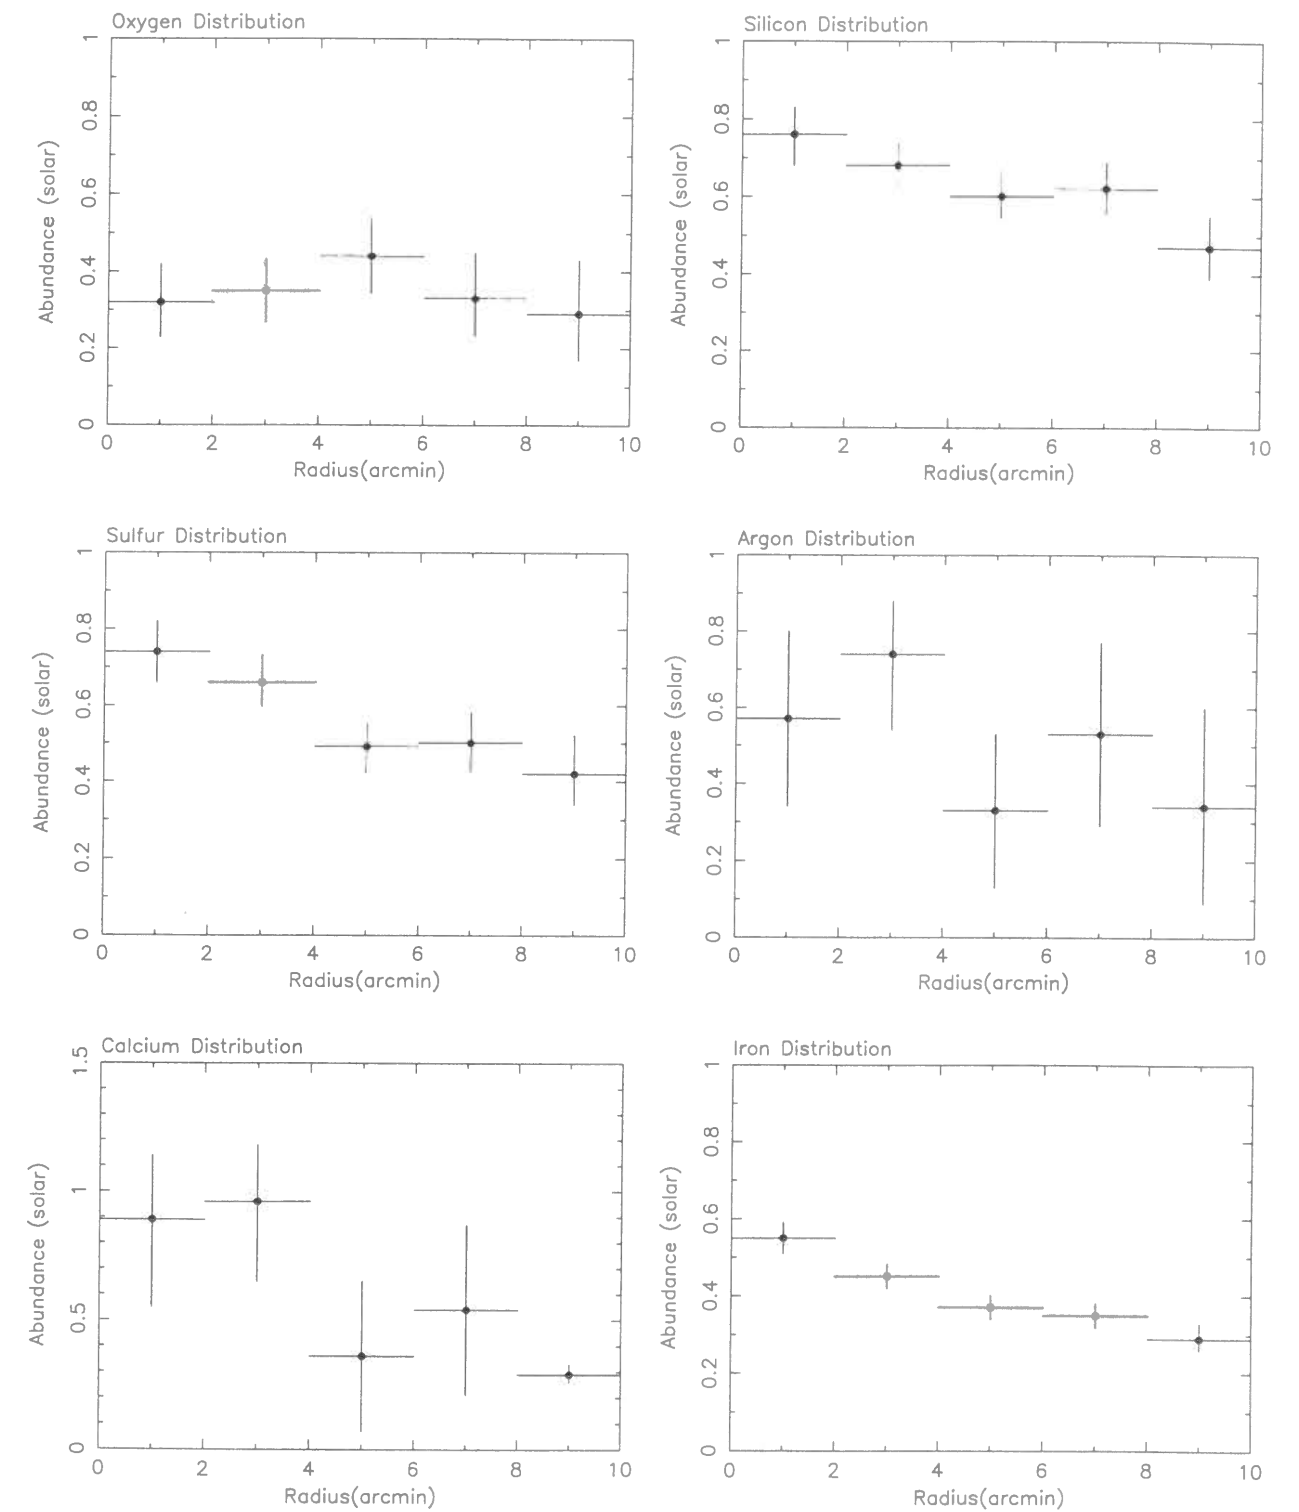 Oxygen Distribution
1
0.8
0.6
0.4
0.2
0
Abundance (solar)
0 2 4 6 8 10
Radius(arcmin)
Silicon Distribution
1
0.8
0.6
0.4
0.2
0
Abundance (solar)
0 2 4 6 8 10
Radius(arcmin)
Sulfur Distribution
1
0.8
0.6
0.4
0.2
0
Abundance (solar)
0 2 4 6 8 10
Radius(arcmin)
Argon Distribution
1
0.8
0.6
0.4
0.2
0
Abundance (solar)
0 2 4 6 8 10
Radius(arcmin)
Calcium Distribution
1.5
1
0.5
0
Abundance (solar)
0 2 4 6 8 10
Radius(arcmin)
Iron Distribution
1
0.8
0.6
0.4
0.2
0
Abundance (solar)
0 2 4 6 8 10
Radius(arcmin)